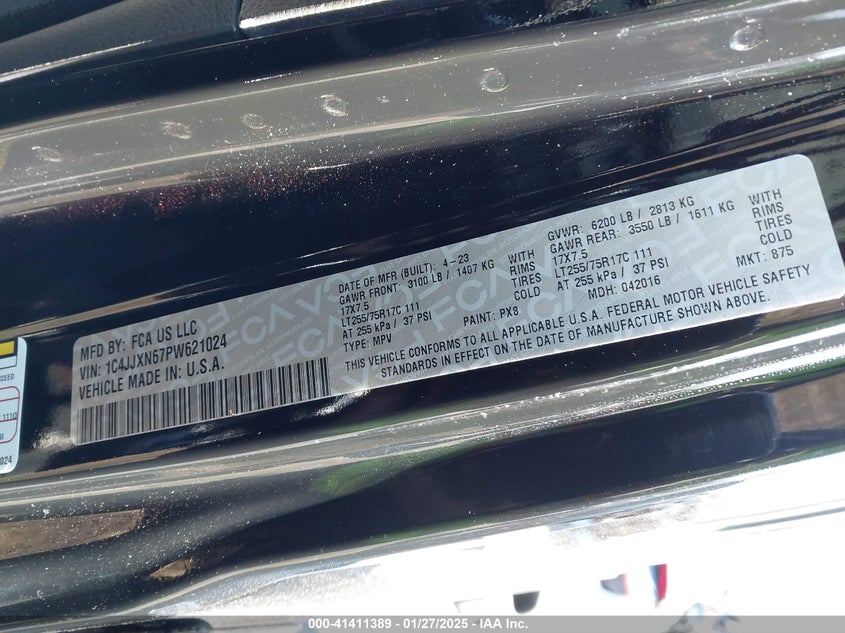 MFD BY: FCA US LLC
VIN: 1C4JJXN67PW621024
VEHICLE MADE IN: U.S.A.
DATE OF MFR (BUILT): 4-23
GAWR FRONT: 3100 LB / 1407 KG WITH
17X7.5 RIMS
LT255/75R17C 111 TIRES
AT 255 kPa / 37 PSI COLD
TYPE: MPV PAINT: PX8
GVWR: 6200 LB / 2813 KG
GAWR REAR: 3550 LB / 1611 KG WITH
17X7.5 RIMS
LT255/75R17C 111 TIRES
AT 255 kPa / 37 PSI COLD
MDH: 042016 MKT: 875
THIS VEHICLE CONFORMS TO ALL APPLICABLE U.S.A. FEDERAL MOTOR VEHICLE SAFETY
STANDARDS IN EFFECT ON THE DATE OF MANUFACTURE SHOWN ABOVE.
FCA
XCEED
1110
SI
024
000-41411389 | 01/27/2025 | IAA Inc.